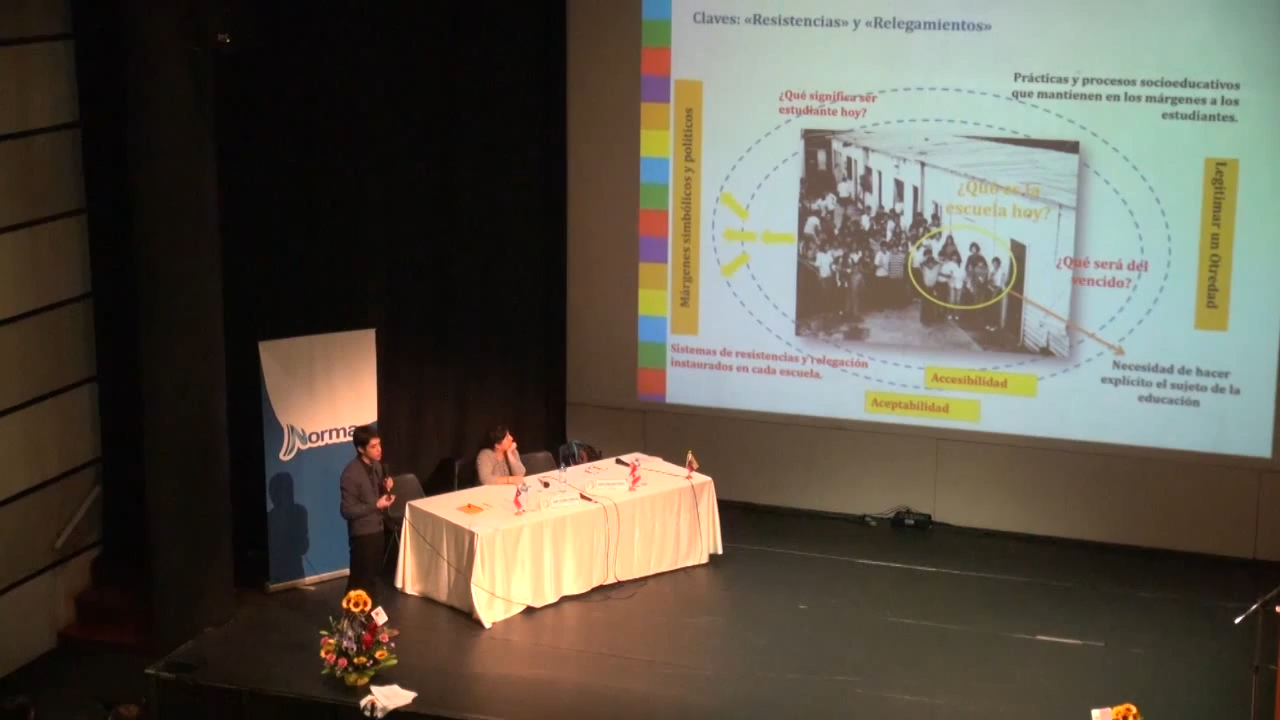 Claves: «Resistencias» y «Relegamientos»
Prácticas y procesos socioeducativos
que mantienen en los márgenes a los
estudiantes.
¿Qué significa ser
estudiante hoy?
Márgenes simbólicos y políticos
¿Qué es la
escuela hoy?
Legitimar un Otredad
¿Qué será del
vencido?
Sistemas de resistencias y relegación
instaurados en cada escuela.
Accesibilidad
Aceptabilidad
Necesidad de hacer
explícito el sujeto de la
educación
Norma